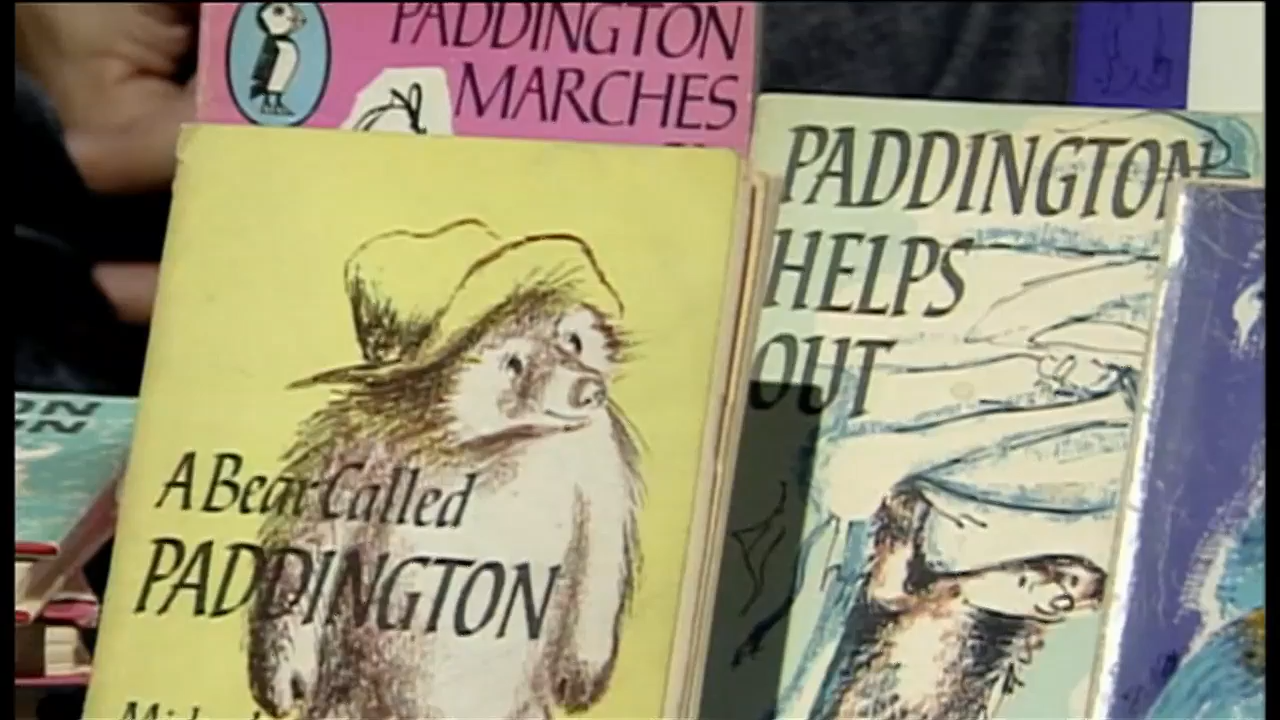 PADDINGTON
MARCHES
A Bear Called
PADDINGTON
PADDINGTON
HELPS
OUT